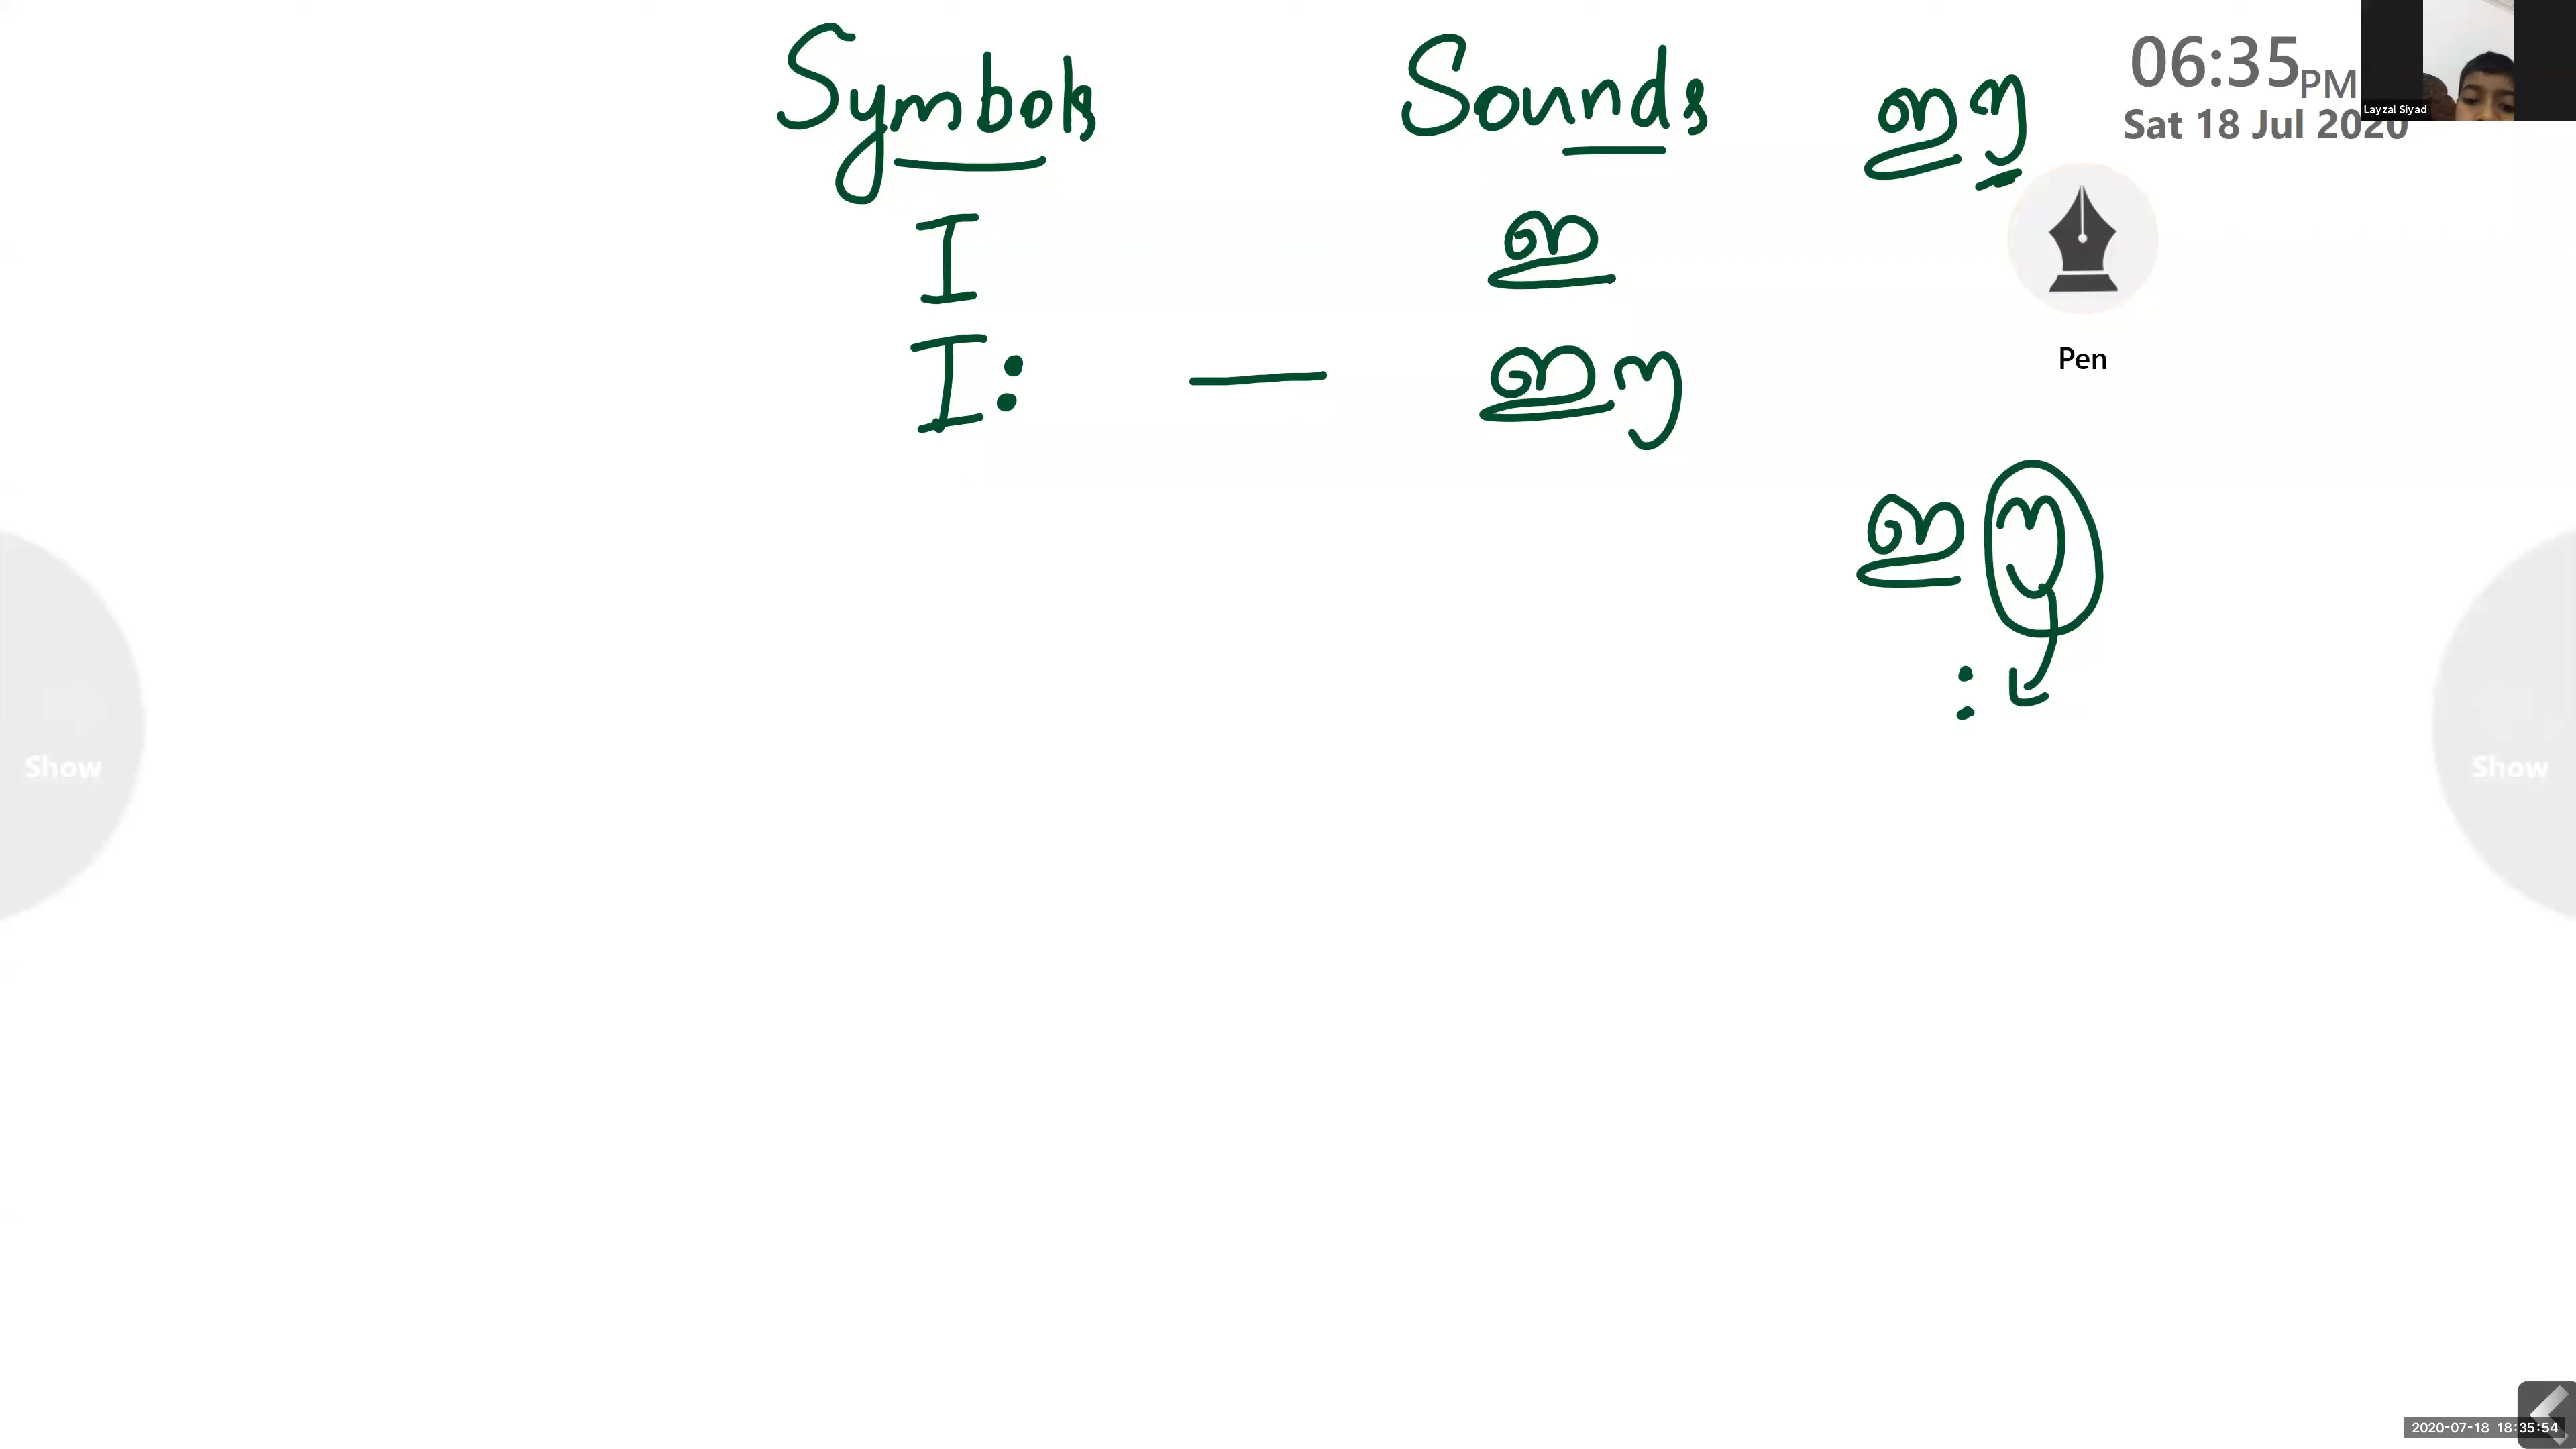 Symbols Sounds ഇൗ
06:35PM
Sat 18 Jul 2020
Layzal Siyad
I ഇ
I: — ഇൗ
Pen
ഇൗ
:
Show Show
2020-07-18 18:35:54